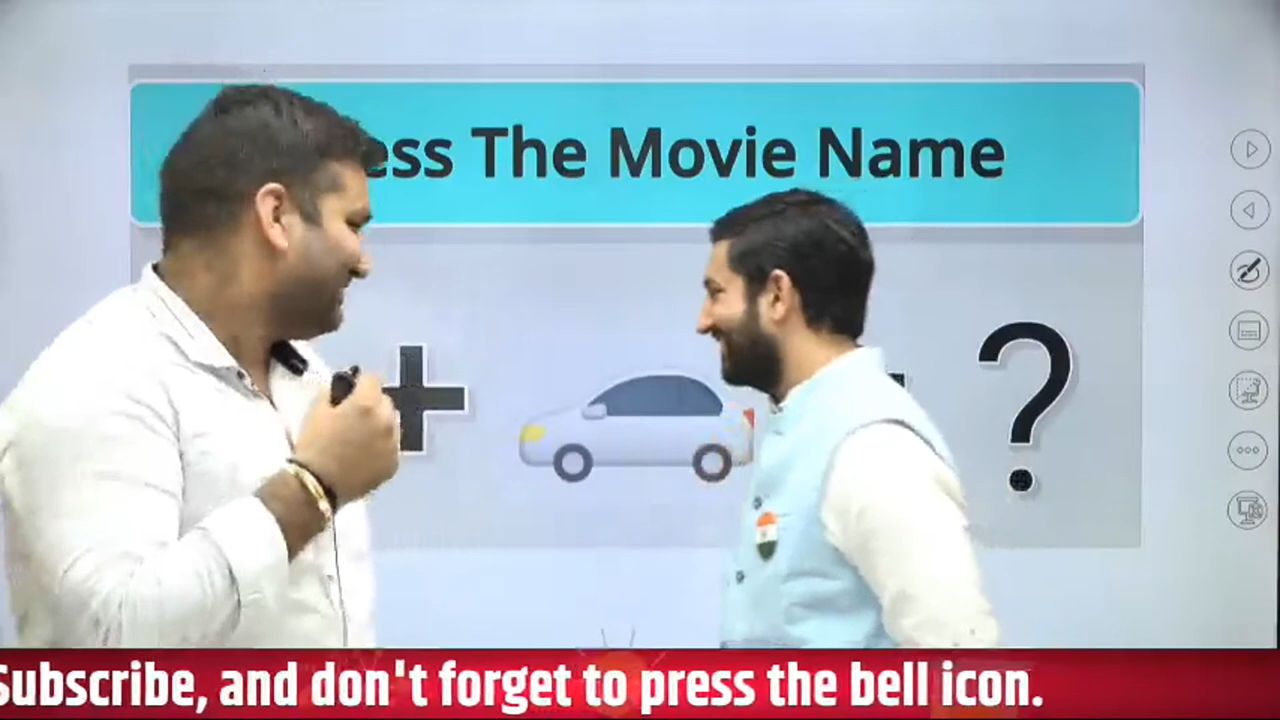 ess The Movie Name
+ ?
Subscribe, and don't forget to press the bell icon.